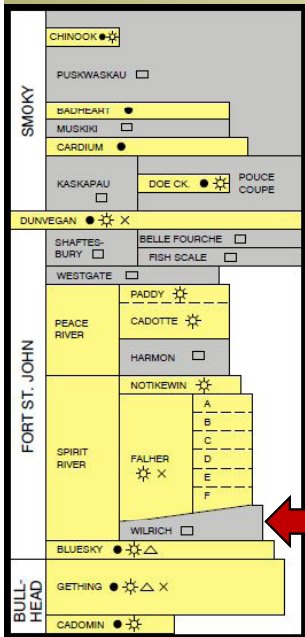 SMOKY
CHINOOK
PUSKWASKAU
BADHEART
MUSKIKI
CARDIUM
KASKAPAU
DOE CK.
POUCE
COUPE
DUNVEGAN
FORT ST. JOHN
SHAFTES-
BURY
BELLE FOURCHE
FISH SCALE
WESTGATE
PEACE
RIVER
PADDY
CADOTTE
HARMON
SPIRIT
RIVER
NOTIKEWIN
FALHER
A
B
C
D
E
F
WILRICH
BLUESKY
BULL-
HEAD
GETHING
CADOMIN